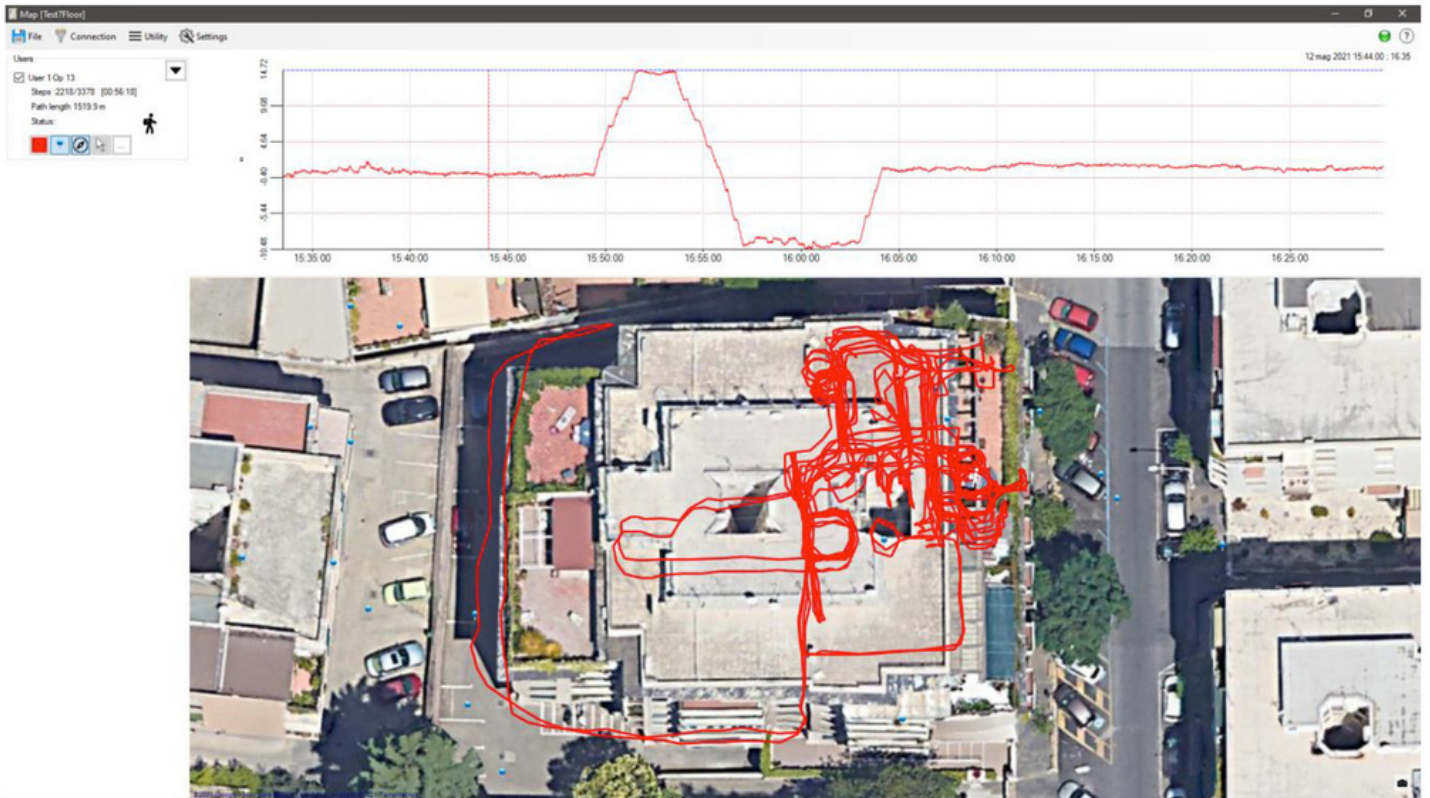 Map [Test7Floor]
File Connection Utility Settings
Users
User 1 Op 13
Steps :2218/3378 [00:56:18]
Path length 1519.9 m
Status:
...
12 mag 2021 15:44:00 ; 16.35
14.72
9.68
4.64
-0.40
-5.44
-10.48
15:35:00 15:40:00 15:45:00 15:50:00 15:55:00 16:00:00 16:05:00 16:10:00 16:15:00 16:20:00 16:25:00